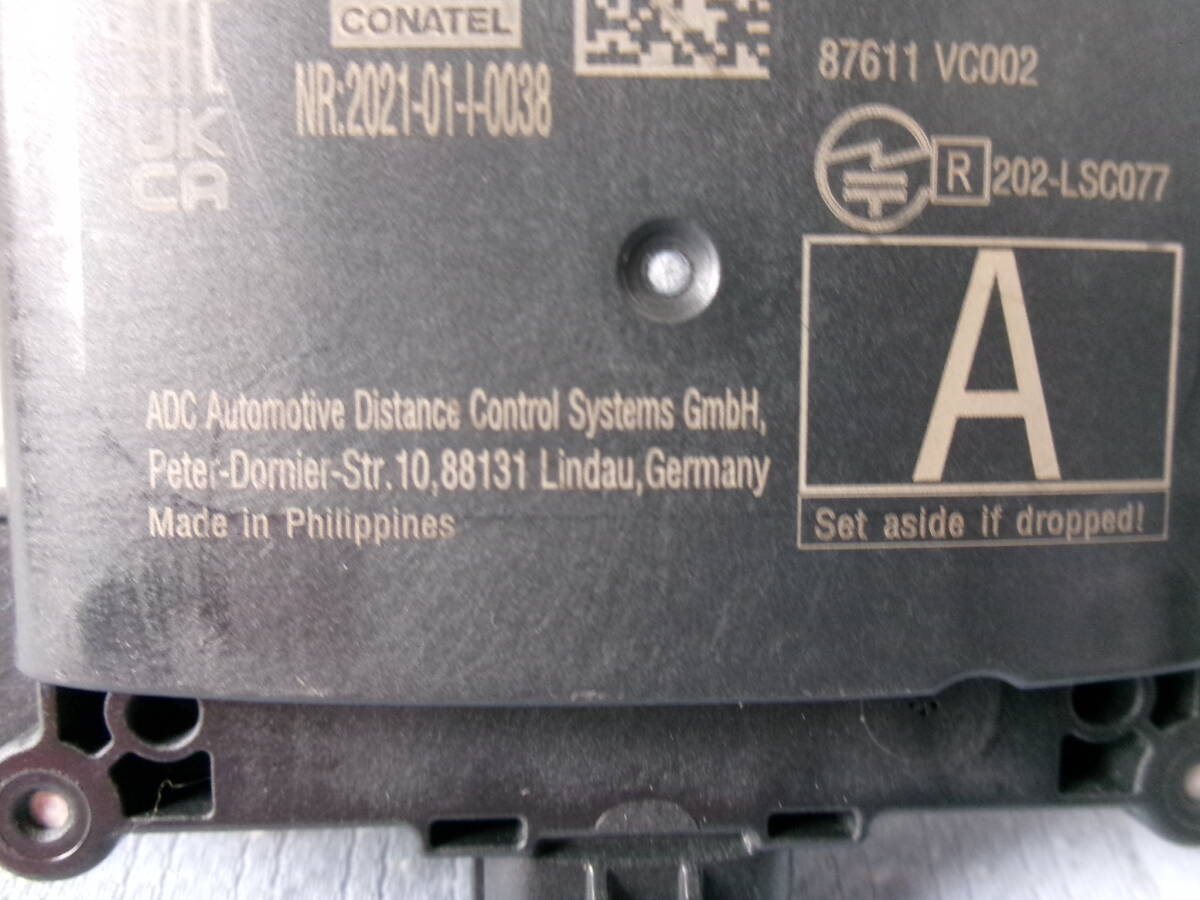 CONATEL
NR:2021-01-I-0038
87611 VC002
UK
CA
R 202-LSC077
A
ADC Automotive Distance Control Systems GmbH,
Peter-Dornier-Str.10,88131 Lindau,Germany
Made in Philippines
Set aside if dropped!